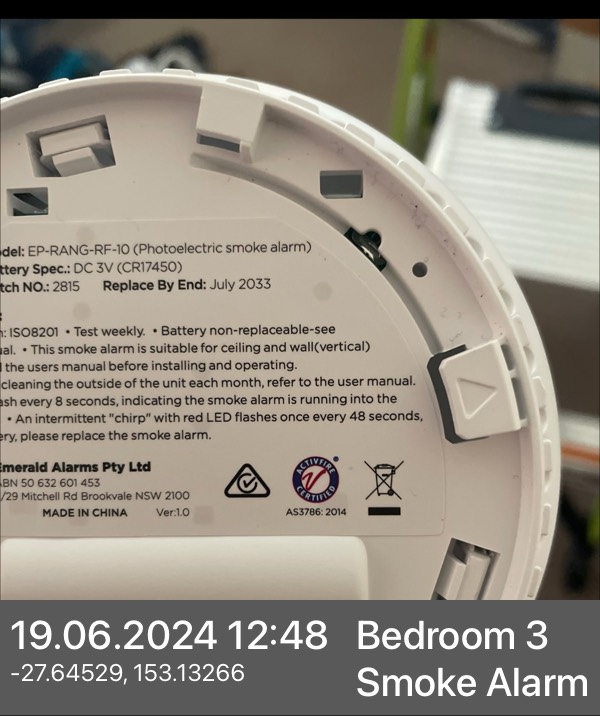 odel: EP-RANG-RF-10 (Photoelectric smoke alarm)
ttery Spec.: DC 3V (CR17450)
tch NO.: 2815 Replace By End: July 2033
:
n: ISO8201 • Test weekly. • Battery non-replaceable-see
ual. • This smoke alarm is suitable for ceiling and wall(vertical)
d the users manual before installing and operating.
cleaning the outside of the unit each month, refer to the user manual.
ash every 8 seconds, indicating the smoke alarm is running into the
• An intermittent "chirp" with red LED flashes once every 48 seconds,
ery, please replace the smoke alarm.
Emerald Alarms Pty Ltd
ABN 50 632 601 453
/29 Mitchell Rd Brookvale NSW 2100
MADE IN CHINA Ver:1.0
ACTIVFIRE
CERTIFIED
AS3786: 2014
19.06.2024 12:48
-27.64529, 153.13266
Bedroom 3
Smoke Alarm